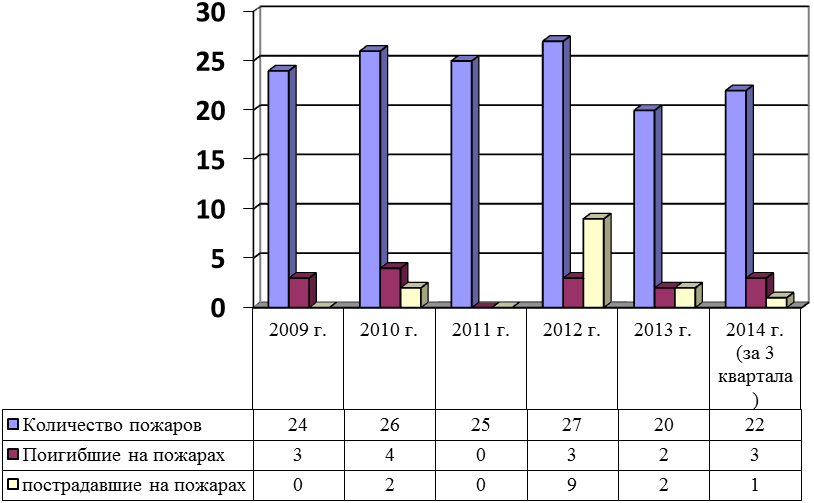 30
25
20
15
10
5
0
2009 г. 2010 г. 2011 г. 2012 г. 2013 г. 2014 г.
(за 3
квартала
)
Количество пожаров 24 26 25 27 20 22
Поигибшие на пожарах 3 4 0 3 2 3
пострадавшие на пожарах 0 2 0 9 2 1